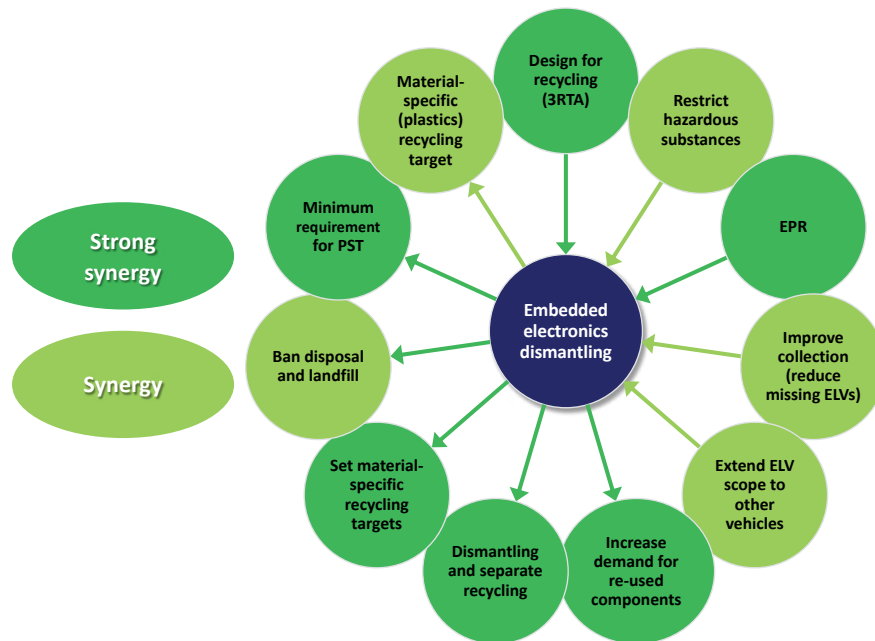 Design for
recycling
(3RTA)
Material-
specific
(plastics)
recycling
target
Restrict
hazardous
substances
Minimum
requirement
for PST
EPR
Strong
synergy
Embedded
electronics
dismantling
Ban disposal
and landfill
Improve
collection
(reduce
missing ELVs)
Synergy
Set material-
specific
recycling
targets
Extend ELV
scope to
other
vehicles
Dismantling
and separate
recycling
Increase
demand for
re-used
components